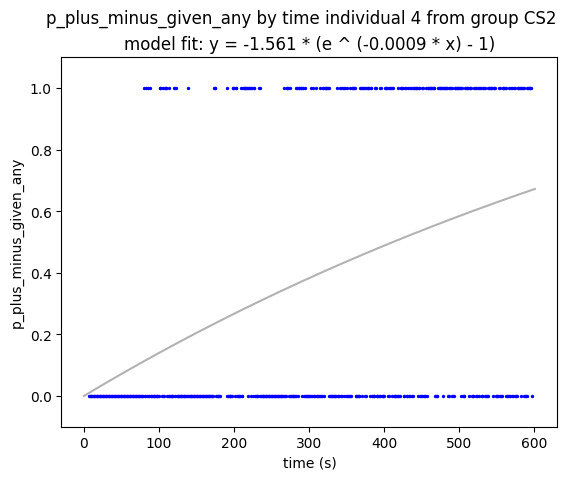 p_plus_minus_given_any by time individual 4 from group CS2
model fit: y = -1.561 * (e ^ (-0.0009 * x) - 1)
p_plus_minus_given_any
1.0
0.8
0.6
0.4
0.2
0.0
0 100 200 300 400 500 600
time (s)